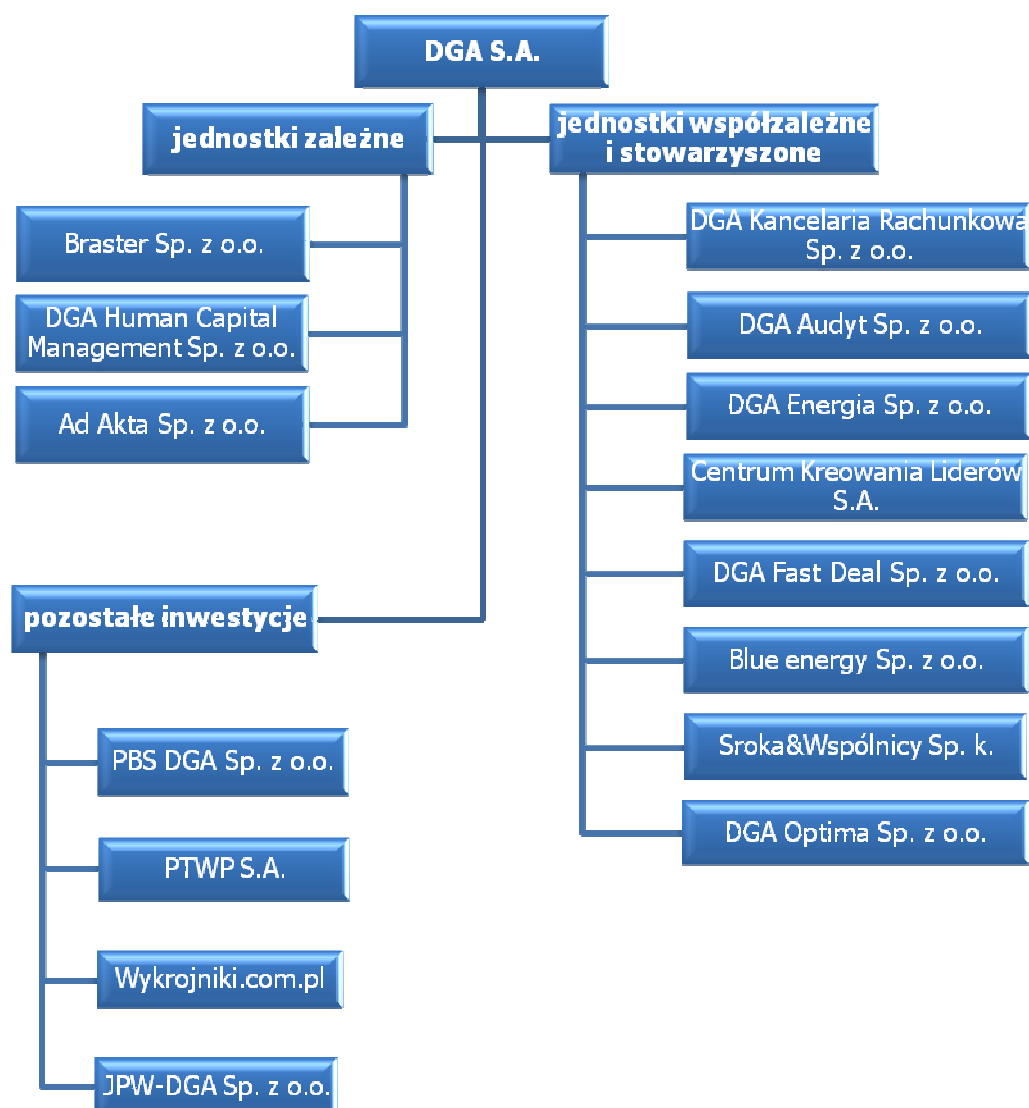 DGA S.A.
jednostki zależne
Braster Sp. z o.o.
DGA Human Capital
Management Sp. z o.o.
Ad Akta Sp. z o.o.
jednostki współzależne
i stowarzyszone
DGA Kancelaria Rachunkowa
Sp. z o.o.
DGA Audyt Sp. z o.o.
DGA Energia Sp. z o.o.
Centrum Kreowania Liderów
S.A.
DGA Fast Deal Sp. z o.o.
Blue energy Sp. z o.o.
Sroka&Wspólnicy Sp. k.
DGA Optima Sp. z o.o.
pozostałe inwestycje
PBS DGA Sp. z o.o.
PTWP S.A.
Wykrojniki.com.pl
JPW-DGA Sp. z o.o.